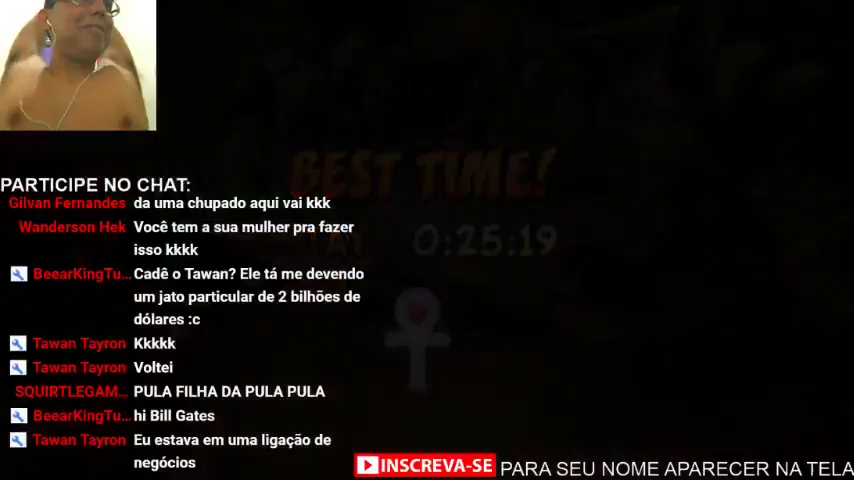 BEST TIME!
TAY 0:25:19
PARTICIPE NO CHAT:
Gilvan Fernandes da uma chupado aqui vai kkk
Wanderson Hek Você tem a sua mulher pra fazer
isso kkkk
BeearKingTu... Cadê o Tawan? Ele tá me devendo
um jato particular de 2 bilhões de
dólares :c
Tawan Tayron Kkkkk
Tawan Tayron Voltei
SQUIRTLEGAM... PULA FILHA DA PULA PULA
BeearKingTu... hi Bill Gates
Tawan Tayron Eu estava em uma ligação de
negócios
INSCREVA-SE PARA SEU NOME APARECER NA TELA